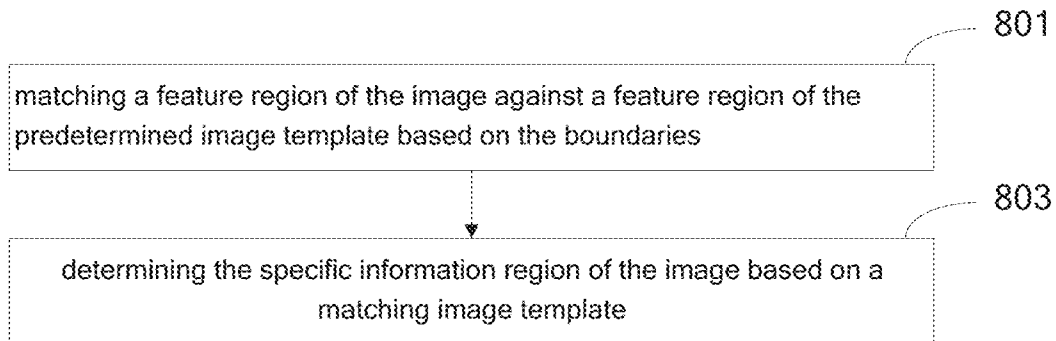 801
matching a feature region of the image against a feature region of the
predetermined image template based on the boundaries
803
determining the specific information region of the image based on a
matching image template